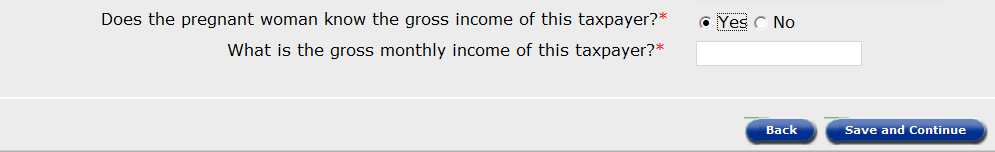 Does the pregnant woman know the gross income of this taxpayer?* Yes No
What is the gross monthly income of this taxpayer?*
Back Save and Continue